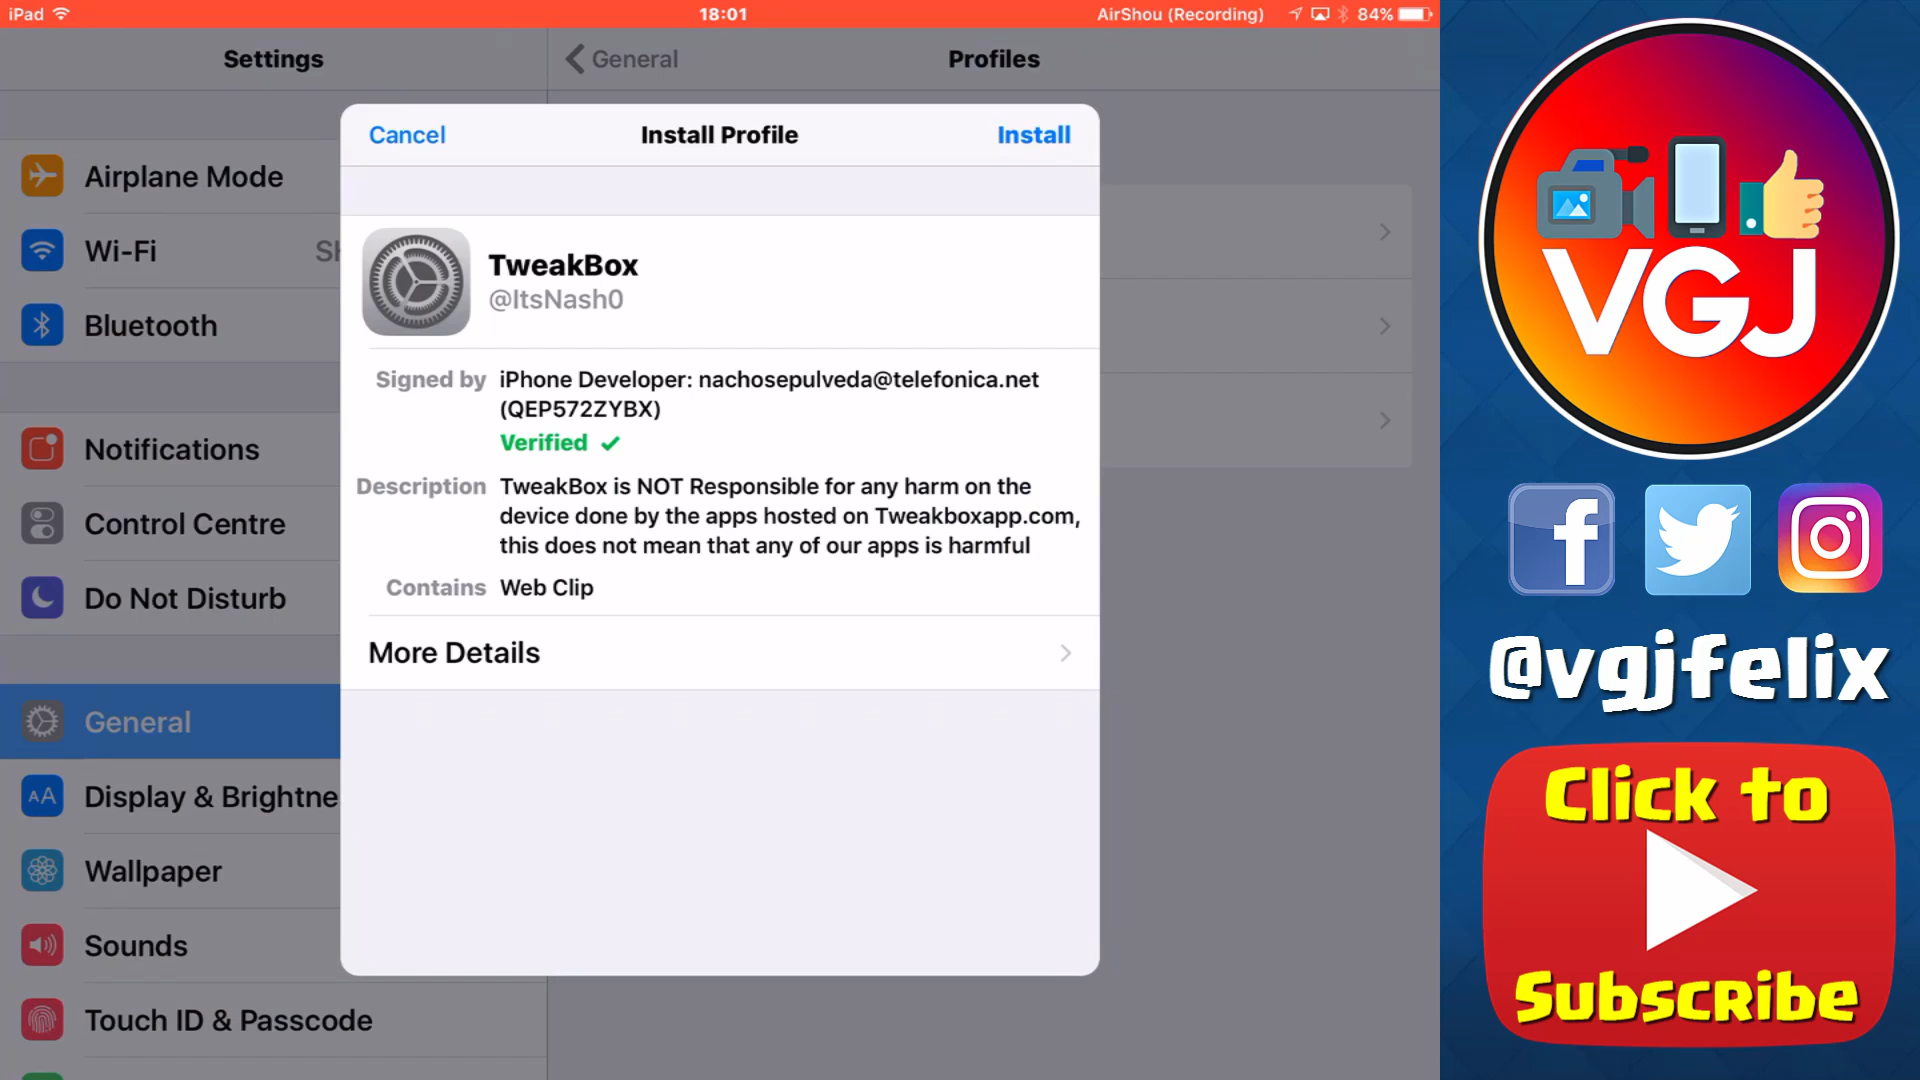 iPad
18:01
AirShou (Recording)
84%
Settings
General
Profiles
Cancel
Install Profile
Install
TweakBox
@ItsNash0
Signed by iPhone Developer: nachosepulveda@telefonica.net
(QEP572ZYBX)
Verified
Description TweakBox is NOT Responsible for any harm on the
device done by the apps hosted on Tweakboxapp.com,
this does not mean that any of our apps is harmful
Contains Web Clip
More Details
Airplane Mode
Wi-Fi
Bluetooth
Notifications
Control Centre
Do Not Disturb
General
AA
Display & Brightne
Wallpaper
Sounds
Touch ID & Passcode
VGJ
f
@vgjfelix
Click to
Subscribe